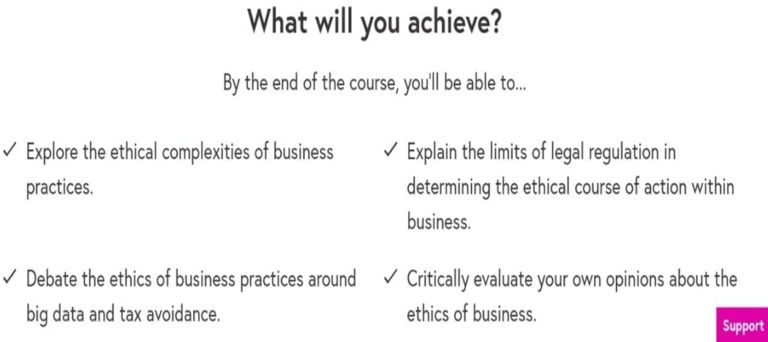 What will you achieve?
By the end of the course, you'll be able to...
✓ Explore the ethical complexities of business
practices.
✓ Explain the limits of legal regulation in
determining the ethical course of action within
business.
✓ Debate the ethics of business practices around
big data and tax avoidance.
✓ Critically evaluate your own opinions about the
ethics of business.
Support